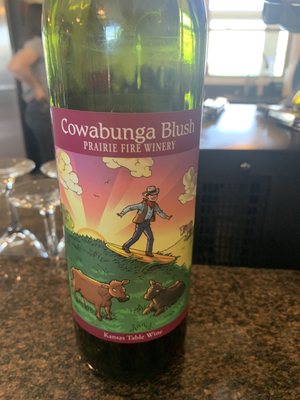 Cowabunga Blush
PRAIRIE FIRE WINERY
Kansas Table Wine